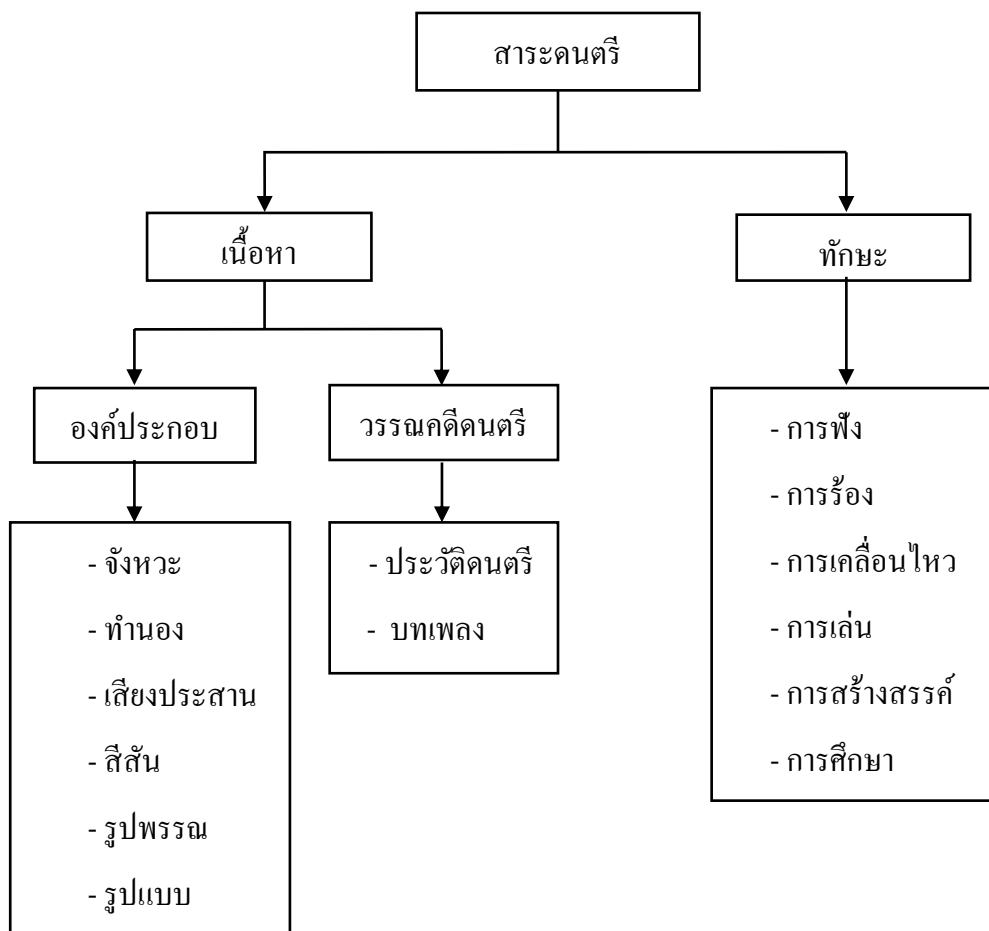 สาระดนตรี
เนื้อหา
ทักษะ
องค์ประกอบ
วรรณคดีดนตรี
- จังหวะ
- ทำนอง
- เสียงประสาน
- สีสัน
- รูปพรรณ
- รูปแบบ
- ประวัติดนตรี
- บทเพลง
- การฟัง
- การร้อง
- การเคลื่อนไหว
- การเล่น
- การสร้างสรรค์
- การศึกษา